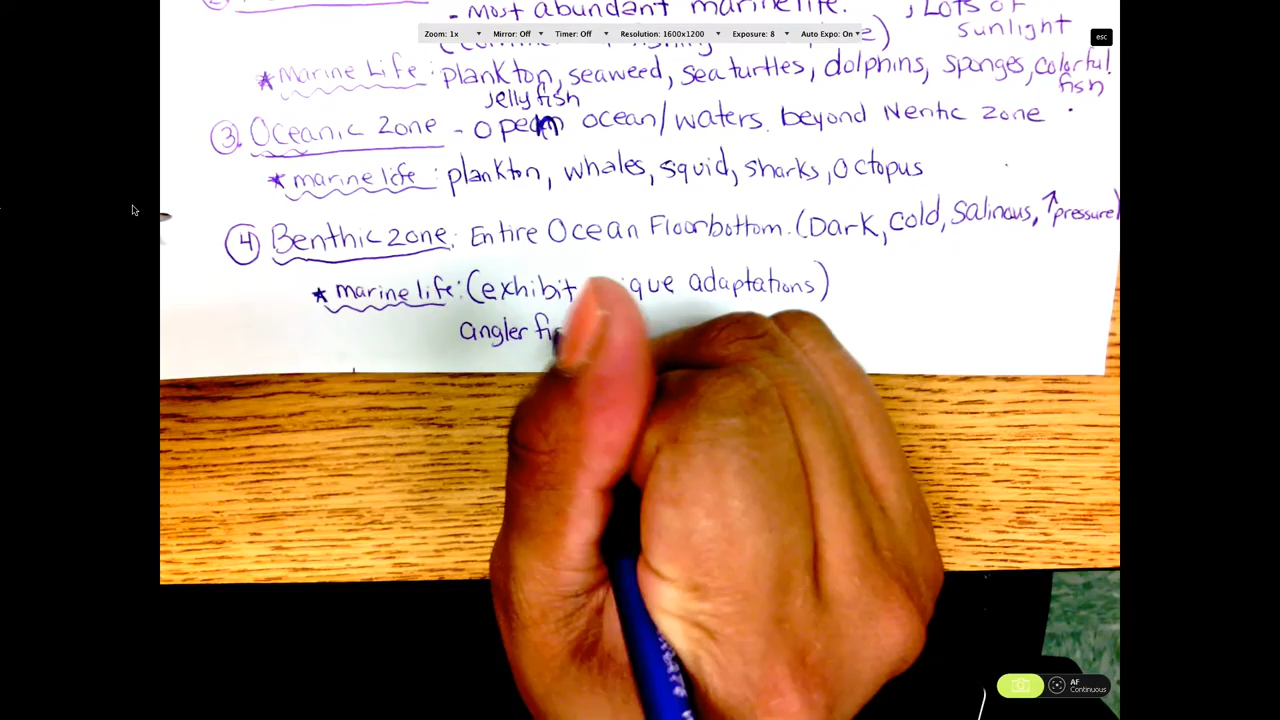 - most abundant marine life. , Lots of
sunlight
Zoom: 1x Mirror: Off Timer: Off Resolution: 1600x1200 Exposure: 8 Auto Expo: On
esc
* Marine Life: plankton, seaweed, sea turtles, dolphins, sponges, colorful
fish
jellyfish
③ Oceanic Zone - open ocean/waters beyond Neritic zone
* marine life: plankton, whales, squid, sharks, octopus
④ Benthic zone: Entire Ocean Floor bottom. (Dark, cold, salinous, ↑pressure)
* marine life: (exhibit adaptations)
angler
AF
Continuous